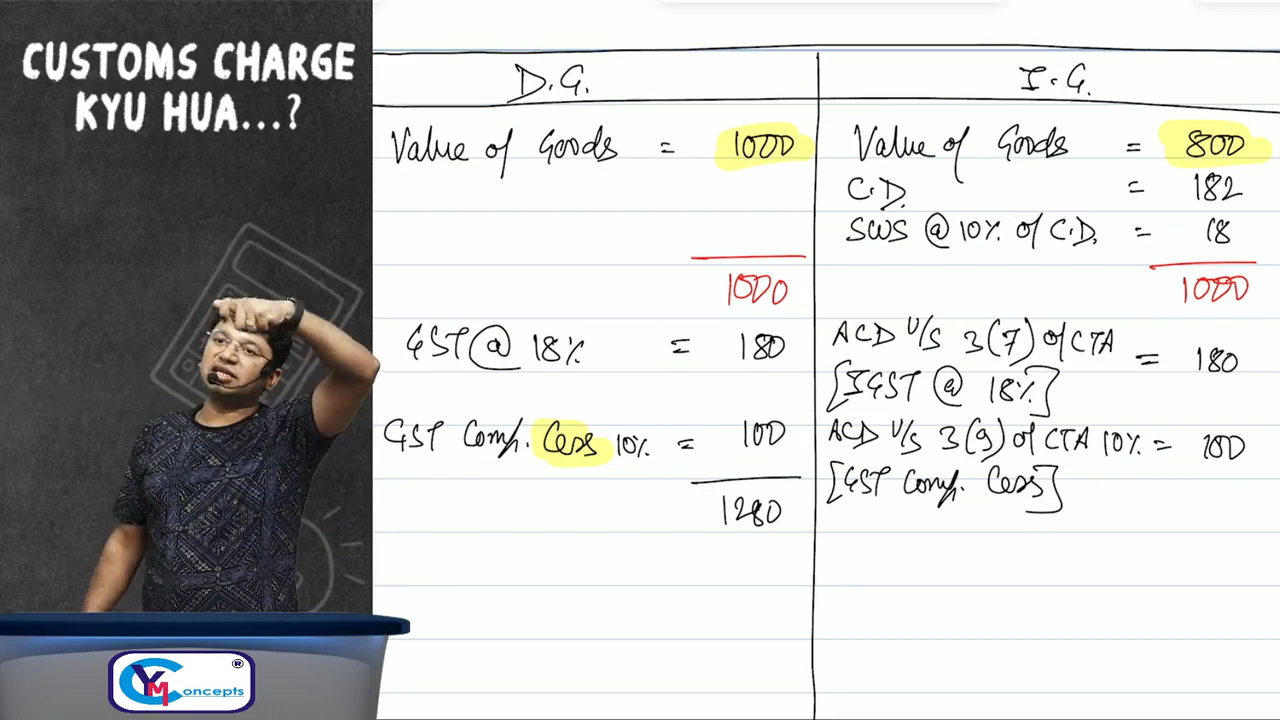 CUSTOMS CHARGE
KYU HUA...?
D.G.
Value of Goods = 1000
1000
GST @ 18% = 180
GST Comp. Cess 10% = 100
1280
I.G.
Value of Goods = 800
C.D. = 182
SWS @ 10% of C.D. = 18
1000
ACD U/S 3(7) of CTA = 180
[IGST @ 18%]
ACD U/S 3(9) of CTA 10% = 100
[GST Comp. Cess]
YM Concepts
®